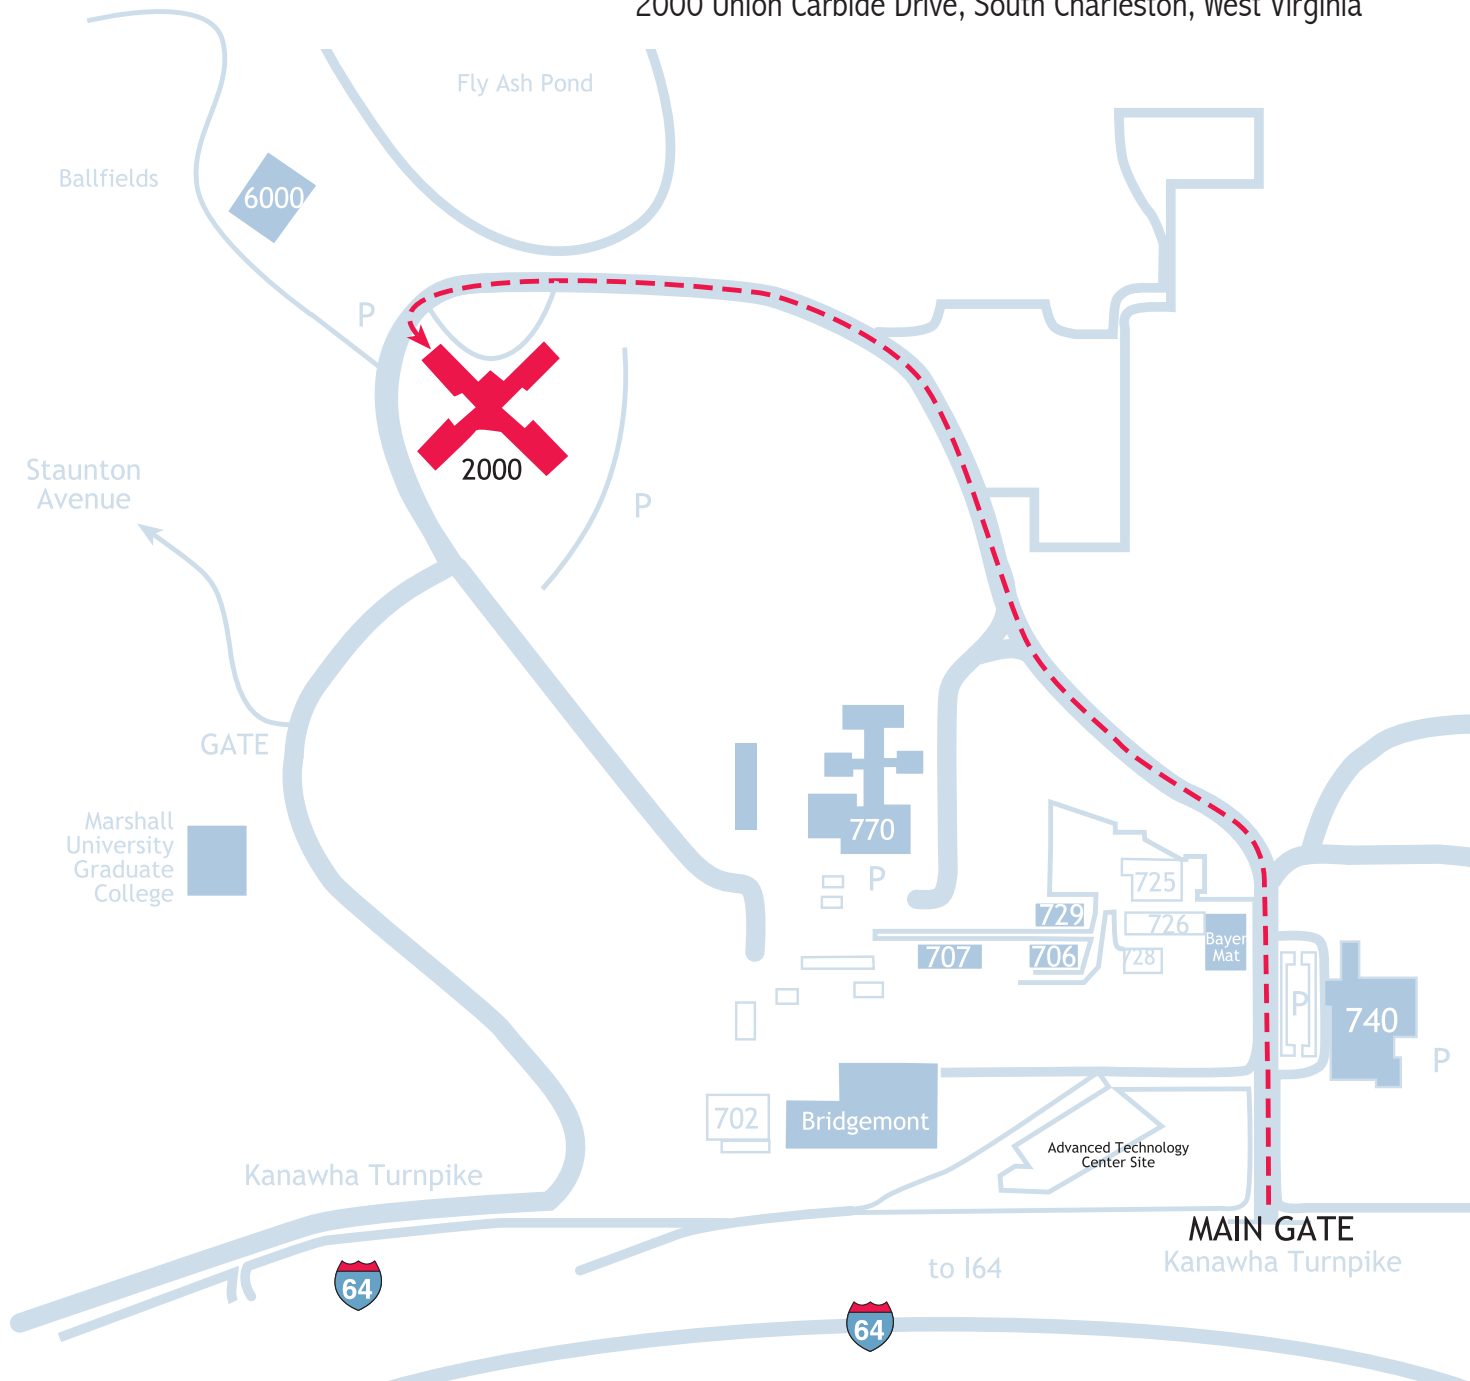 2000 Union Carbide Drive, South Charleston, West Virginia
Fly Ash Pond
Ballfields
6000
P
2000
Staunton
Avenue
P
GATE
Marshall
University
Graduate
College
770
P
725
729
726
707
706
728
Bayer
Mat
P
740
P
702
Bridgemont
Advanced Technology
Center Site
Kanawha Turnpike
MAIN GATE
Kanawha Turnpike
to I64
64
64